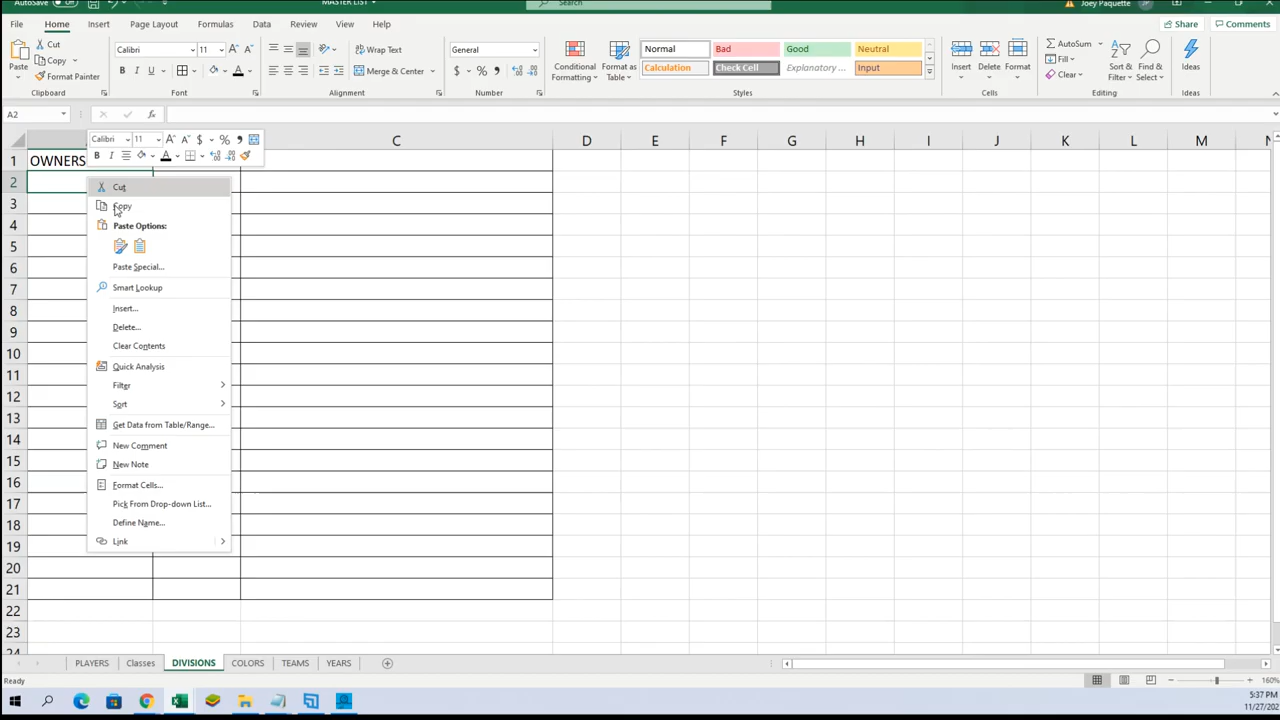 AutoSave Off MASTER LIST Search Joey Paquette JP
File Home Insert Page Layout Formulas Data Review View Help Share Comments
Paste Cut Copy Format Painter
Calibri 11 B I U
Wrap Text Merge & Center
General $ % ,
Conditional Formatting Format as Table
Normal Bad Good Neutral
Calculation Check Cell Explanatory ... Input
Insert Delete Format
AutoSum Fill Clear Sort & Filter Find & Select
Ideas
Clipboard Font Alignment Number Styles Cells Editing Ideas
A2 fx
Calibri 11 A A $ % ,
B I A
C D E F G H I J K L M N
1 OWNERS
2
3
4
5
6
7
8
9
10
11
12
13
14
15
16
17
18
19
20
21
22
23
24
Cut
Copy
Paste Options:
Paste Special...
Smart Lookup
Insert...
Delete...
Clear Contents
Quick Analysis
Filter
Sort
Get Data from Table/Range...
New Comment
New Note
Format Cells...
Pick From Drop-down List...
Define Name...
Link
PLAYERS Classes DIVISIONS COLORS TEAMS YEARS
Ready 160%
5:37 PM
11/27/202